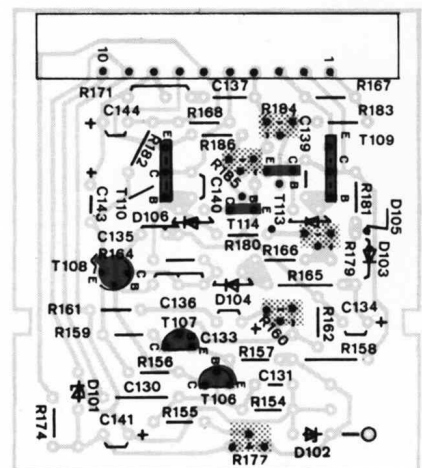 10 1
R171 C137 R167
C144 R168 R184 R183
+ E R186 C139 E T109
R182 C C
+ B R185 E C B B
C143 T110 C140 B C E T113 R181 D105
D106 T114
C135 R180 R179 D103
T108 R164 C R166
E B D104 R165
R161 C136 C134
R159 T107 C133 + R160 R162 +
C E
R156 B R157 R158
D101 C130 C E C131
T106
R174 C141 + R155 R154
R177 D102